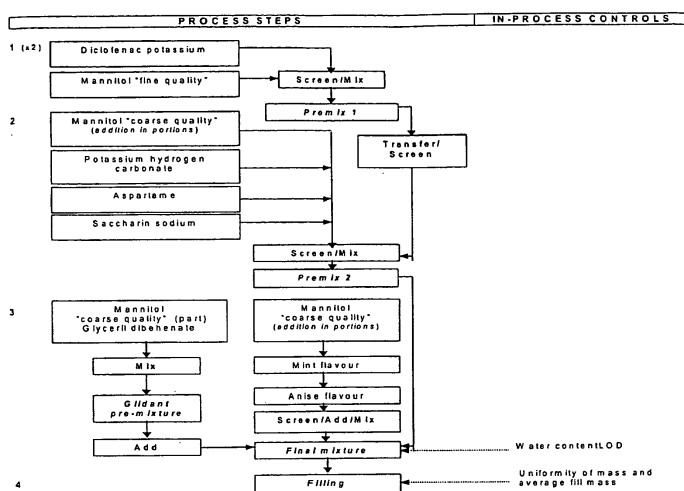 PROCESS STEPS
IN-PROCESS CONTROLS
1 (x2)
Diclofenac potassium
Mannitol "fine quality"
Screen/Mix
Premix 1
2
Mannitol "coarse quality"
(addition in portions)
Transfer/
Screen
Potassium hydrogen
carbonate
Aspartame
Saccharin sodium
Screen/Mix
Premix 2
3
Mannitol
"coarse quality" (part)
Glyceril dibehenate
Mannitol
"coarse quality"
(addition in portions)
Mix
Mint flavour
Glidant
pre-mixture
Anise flavour
Screen/Add/Mix
Add
Final mixture
Water contentLOD
4
Filling
Uniformity of mass and
average fill mass